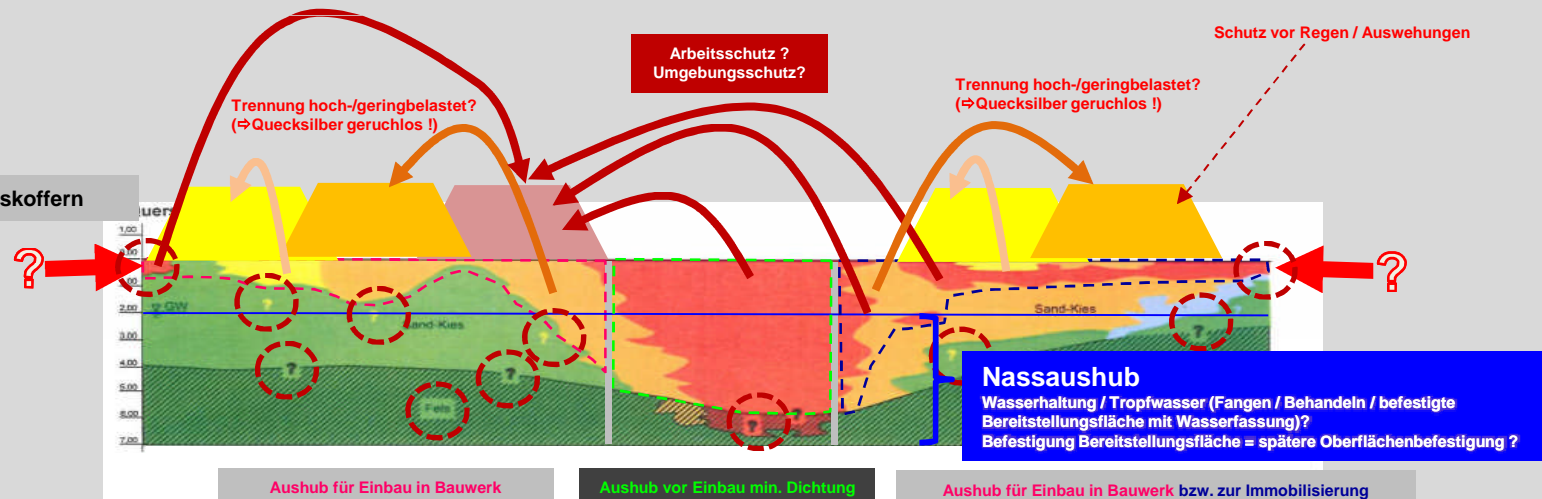 Schutz vor Regen / Auswehungen
Arbeitsschutz ?
Umgebungsschutz?
Trennung hoch-/geringbelastet?
(⇨Quecksilber geruchlos !)
Trennung hoch-/geringbelastet?
(⇨Quecksilber geruchlos !)
skoffern
uers
1,00
?
?
1,00
2,00
GW
3,00
4,00
5,00
6,00
7,00
Sand-Kies
Sand-Kies
?
?
?
?
?
?
?
?
?
Fels
Nassaushub
Wasserhaltung / Tropfwasser (Fangen / Behandeln / befestigte
Bereitstellungsfläche mit Wasserfassung)?
Befestigung Bereitstellungsfläche = spätere Oberflächenbefestigung ?
Aushub für Einbau in Bauwerk
Aushub vor Einbau min. Dichtung
Aushub für Einbau in Bauwerk bzw. zur Immobilisierung